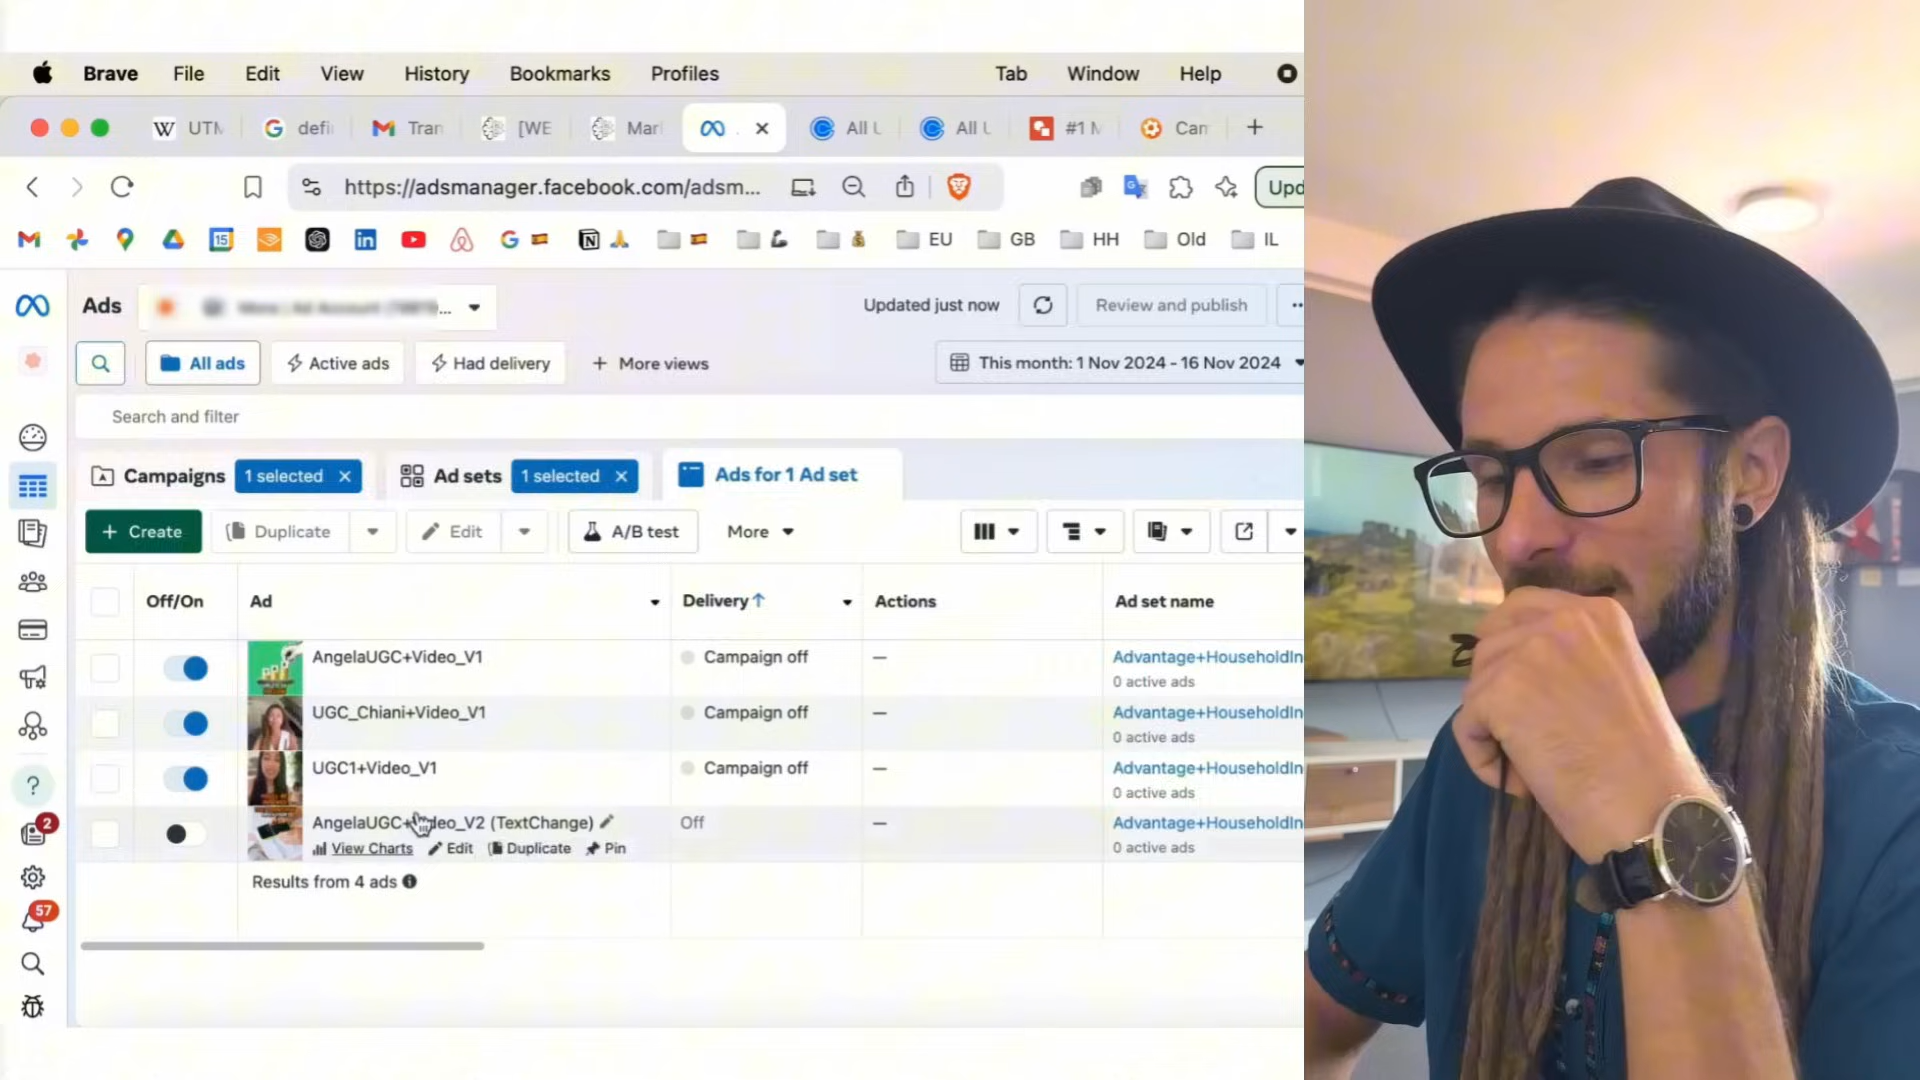 Brave File Edit View History Bookmarks Profiles Tab Window Help
W UTM defi Tran [WE Mar All U All U #1 M Can
https://adsmanager.facebook.com/adsm... Upd
15 EU GB HH Old IL
Ads ... Updated just now Review and publish
All ads Active ads Had delivery + More views This month: 1 Nov 2024 - 16 Nov 2024
Search and filter
Campaigns 1 selected Ad sets 1 selected Ads for 1 Ad set
+ Create Duplicate Edit A/B test More
Off/On Ad Delivery↑ Actions Ad set name
AngelaUGC+Video_V1 Campaign off — Advantage+HouseholdIn
0 active ads
UGC_Chiani+Video_V1 Campaign off — Advantage+HouseholdIn
0 active ads
UGC1+Video_V1 Campaign off — Advantage+HouseholdIn
0 active ads
AngelaUGC+Video_V2 (TextChange) Off — Advantage+HouseholdIn
View Charts Edit Duplicate Pin 0 active ads
Results from 4 ads
?
2
57